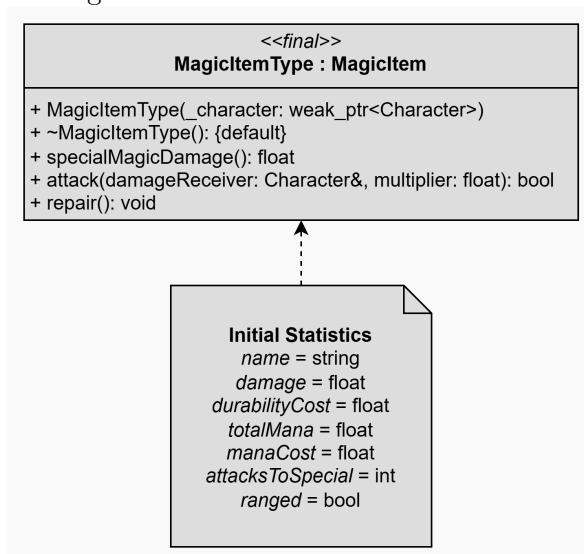 <<final>>
MagicItemType : MagicItem
+ MagicItemType(_character: weak_ptr<Character>)
+ ~MagicItemType(): {default}
+ specialMagicDamage(): float
+ attack(damageReceiver: Character&, multiplier: float): bool
+ repair(): void
Initial Statistics
name = string
damage = float
durabilityCost = float
totalMana = float
manaCost = float
attacksToSpecial = int
ranged = bool